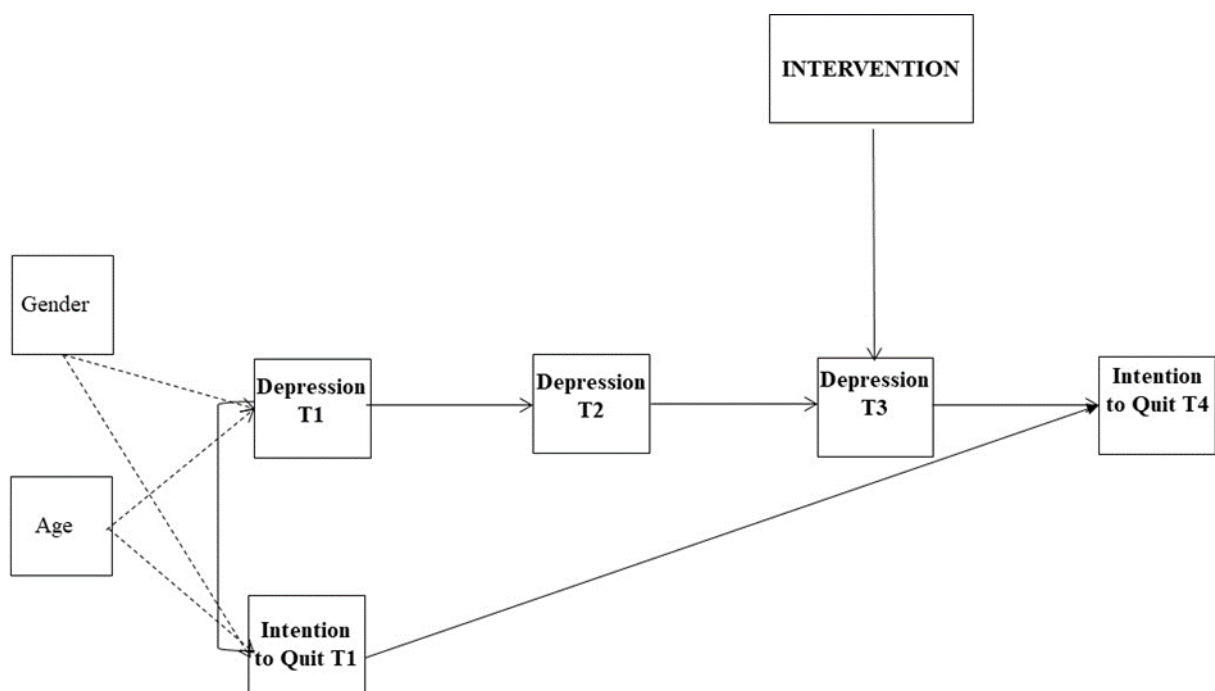 INTERVENTION
Gender
Depression
T1
Depression
T2
Depression
T3
Intention
to Quit T4
Age
Intention
to Quit T1